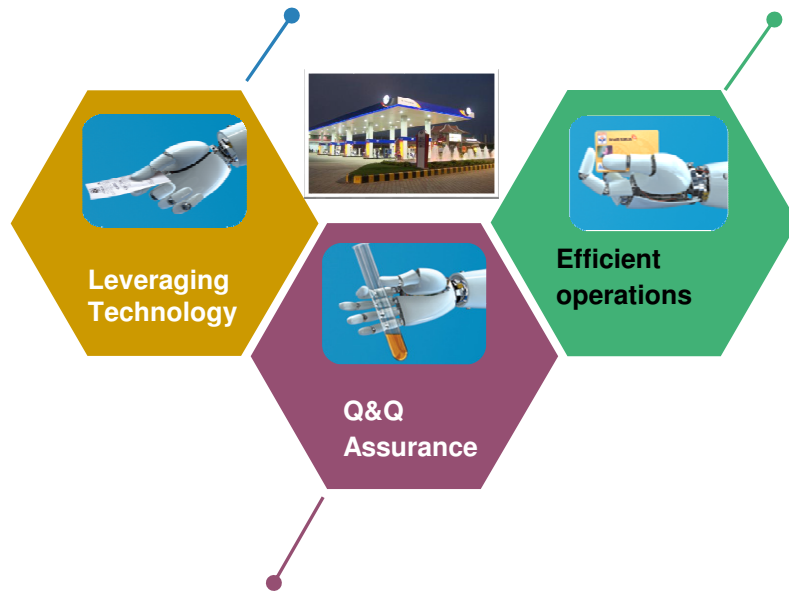 Leveraging
Technology
Q&Q
Assurance
Efficient
operations